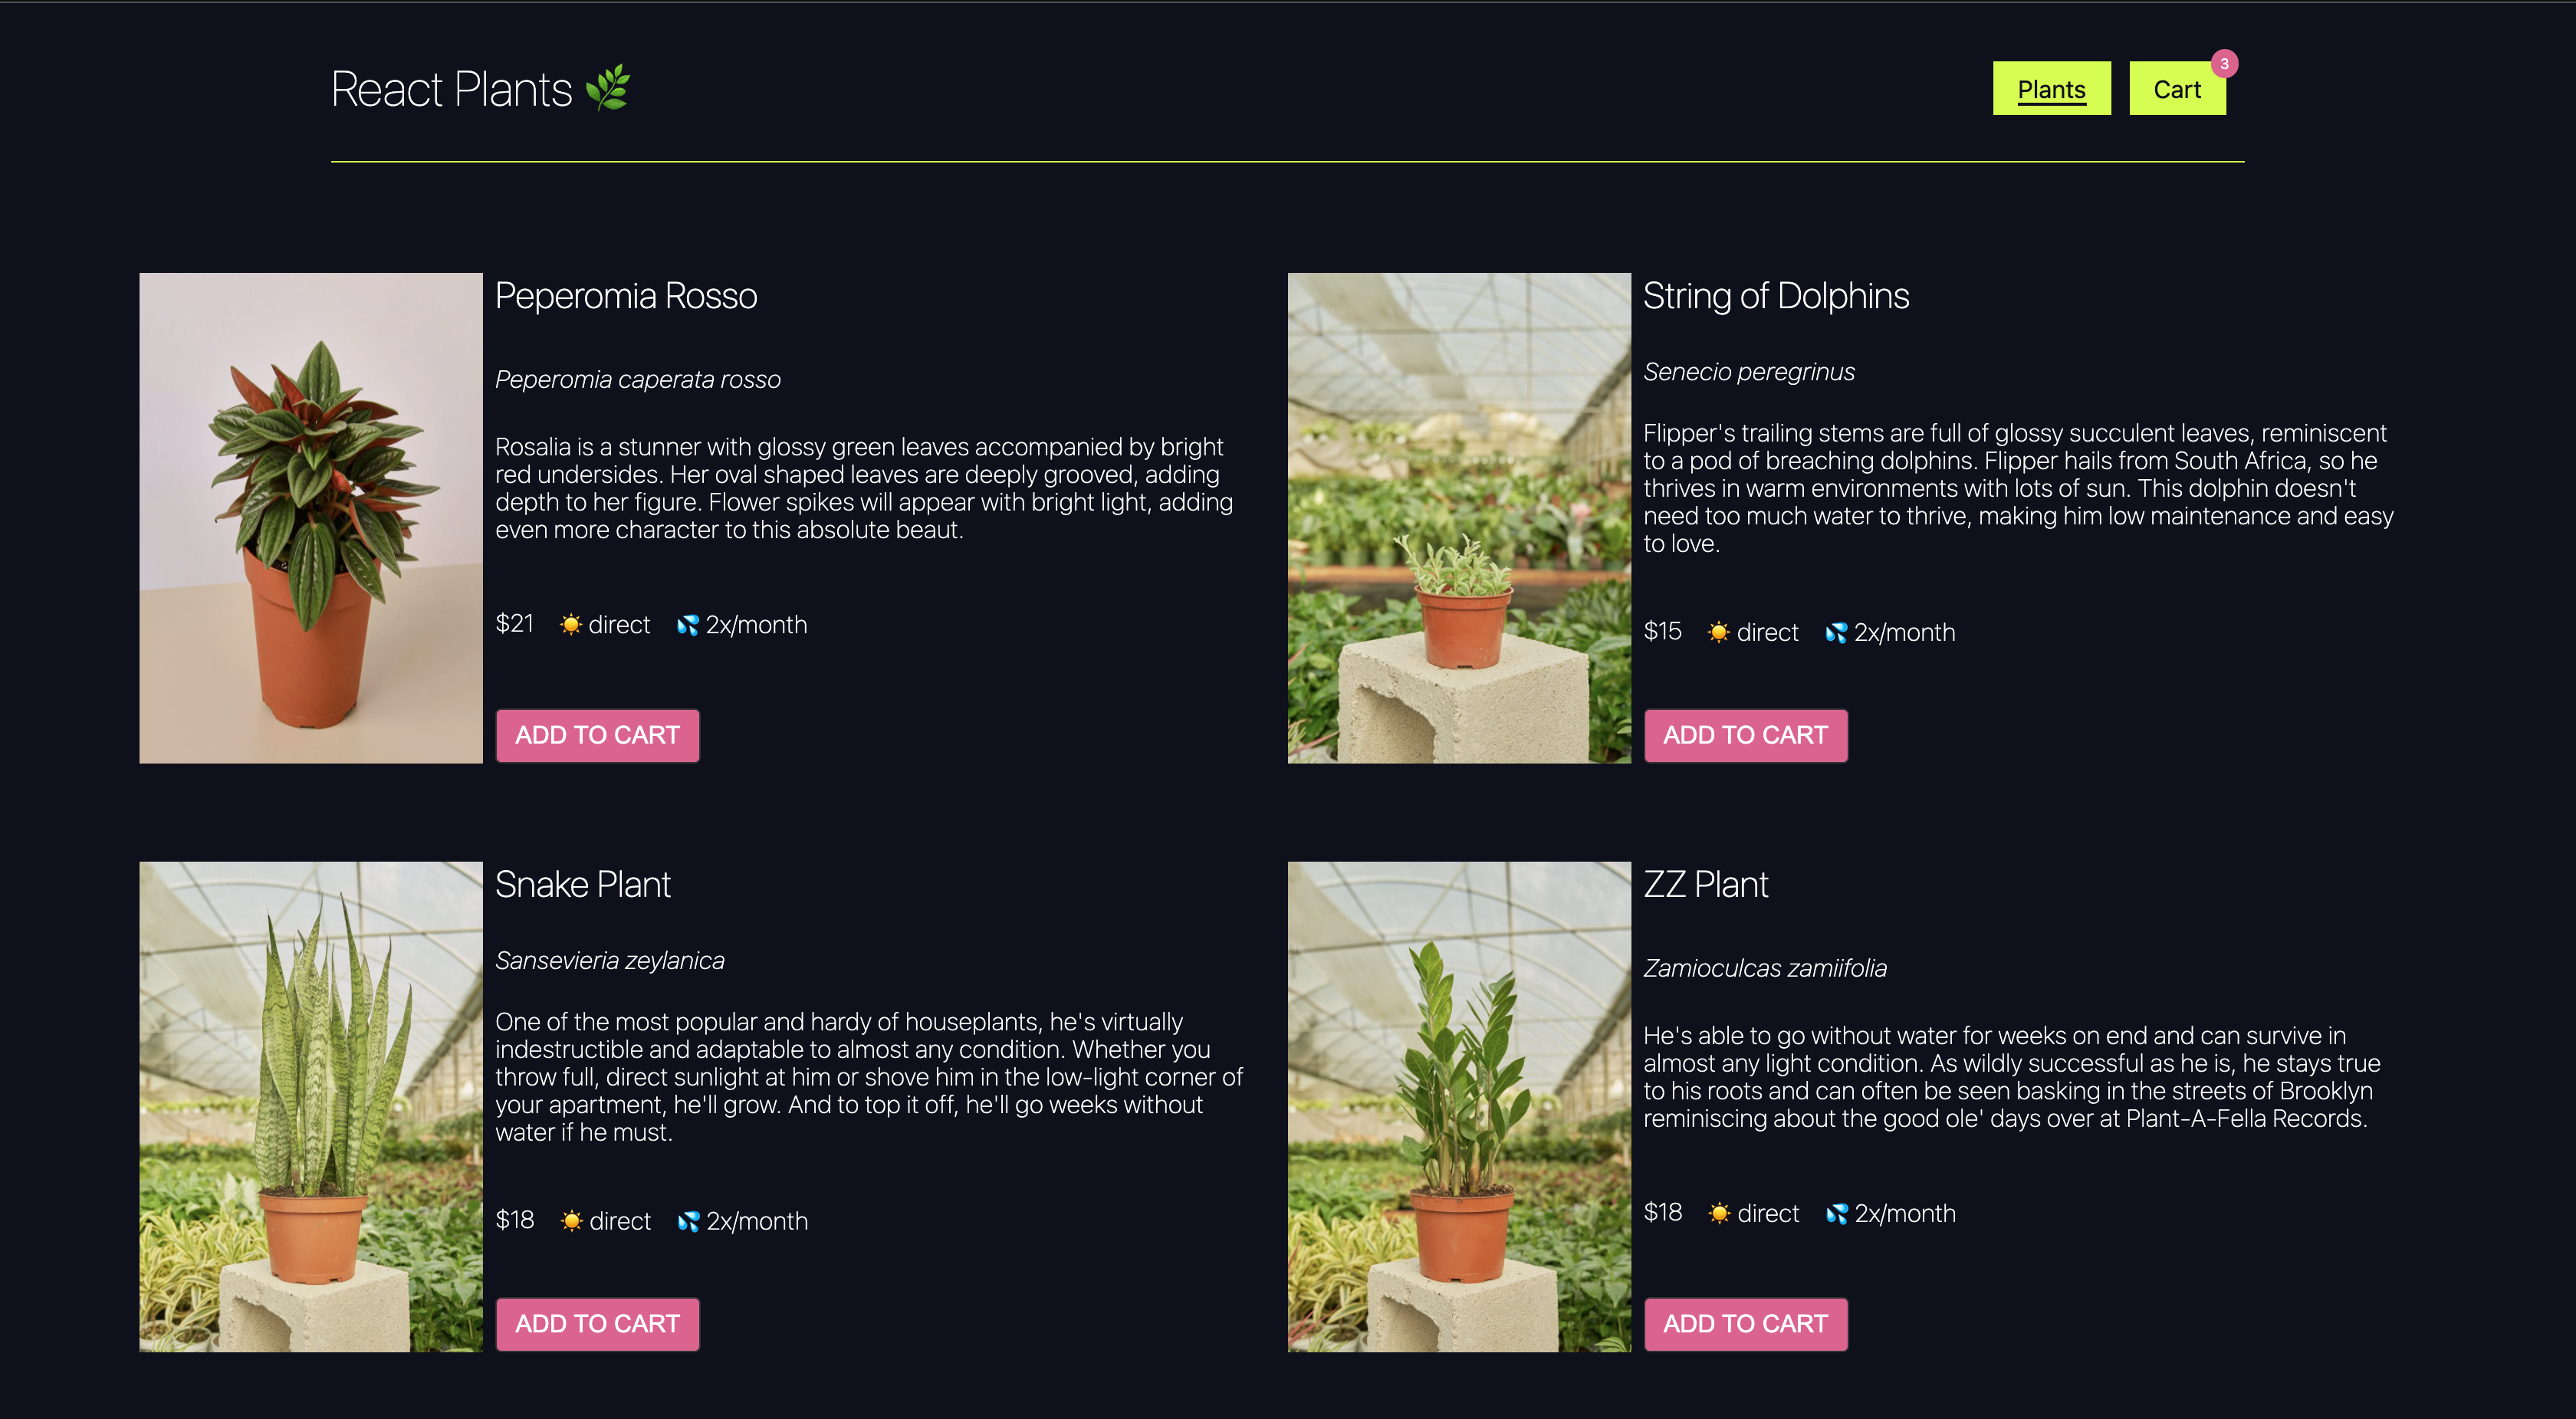 React Plants 🌿
Plants
Cart
3
Peperomia Rosso
Peperomia caperata rosso
Rosalia is a stunner with glossy green leaves accompanied by bright
red undersides. Her oval shaped leaves are deeply grooved, adding
depth to her figure. Flower spikes will appear with bright light, adding
even more character to this absolute beaut.
$21 ☀️ direct 💦 2x/month
ADD TO CART
String of Dolphins
Senecio peregrinus
Flipper's trailing stems are full of glossy succulent leaves, reminiscent
to a pod of breaching dolphins. Flipper hails from South Africa, so he
thrives in warm environments with lots of sun. This dolphin doesn't
need too much water to thrive, making him low maintenance and easy
to love.
$15 ☀️ direct 💦 2x/month
ADD TO CART
Snake Plant
Sansevieria zeylanica
One of the most popular and hardy of houseplants, he's virtually
indestructible and adaptable to almost any condition. Whether you
throw full, direct sunlight at him or shove him in the low-light corner of
your apartment, he'll grow. And to top it off, he'll go weeks without
water if he must.
$18 ☀️ direct 💦 2x/month
ADD TO CART
ZZ Plant
Zamioculcas zamiifolia
He's able to go without water for weeks on end and can survive in
almost any light condition. As wildly successful as he is, he stays true
to his roots and can often be seen basking in the streets of Brooklyn
reminiscing about the good ole' days over at Plant-A-Fella Records.
$18 ☀️ direct 💦 2x/month
ADD TO CART